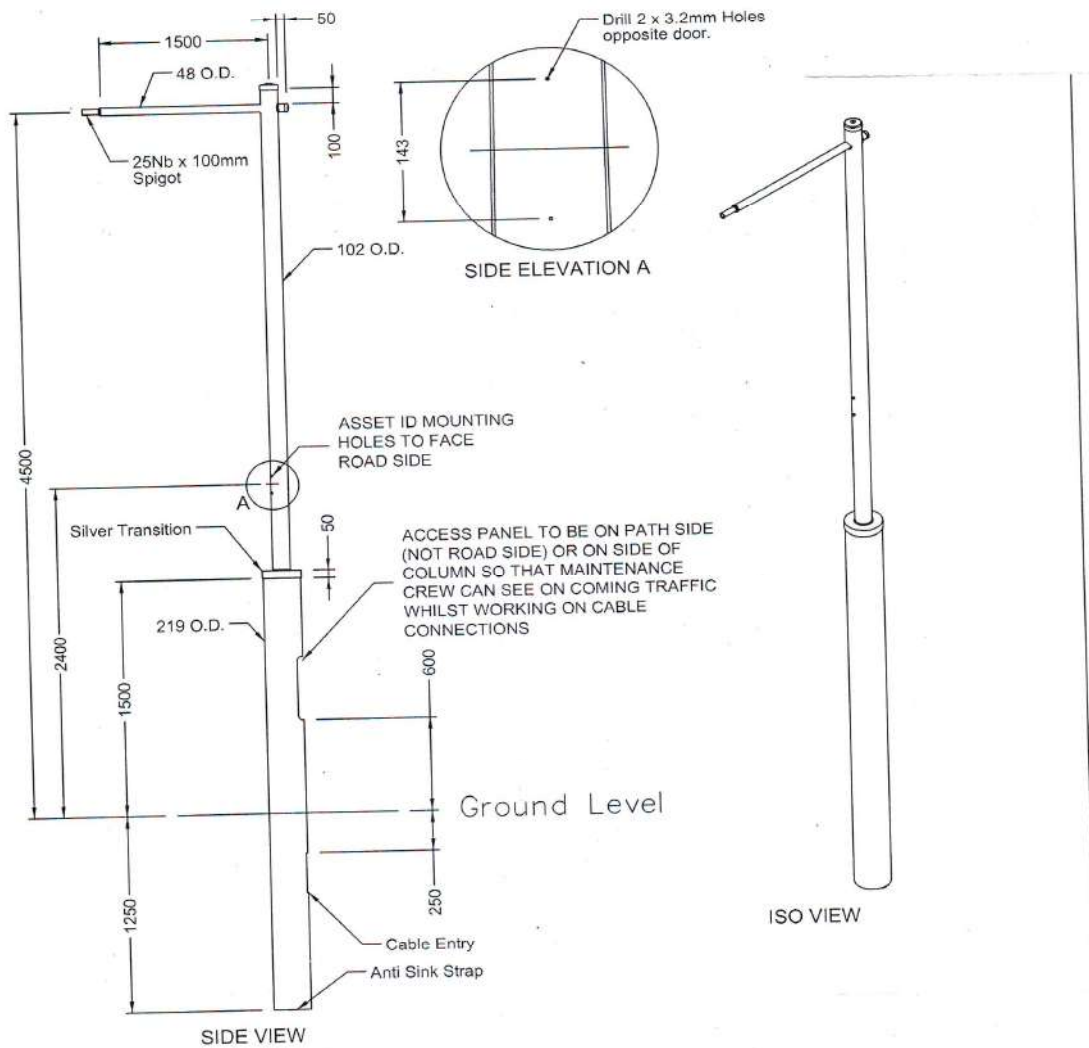 50
1500
48 O.D.
25Nb x 100mm
Spigot
100
102 O.D.
Drill 2 x 3.2mm Holes
opposite door.
143
SIDE ELEVATION A
ASSET ID MOUNTING
HOLES TO FACE
ROAD SIDE
A
4500
2400
Silver Transition
50
ACCESS PANEL TO BE ON PATH SIDE
(NOT ROAD SIDE) OR ON SIDE OF
COLUMN SO THAT MAINTENANCE
CREW CAN SEE ON COMING TRAFFIC
WHILST WORKING ON CABLE
CONNECTIONS
219 O.D.
1500
600
Ground Level
1250
250
Cable Entry
Anti Sink Strap
SIDE VIEW
ISO VIEW